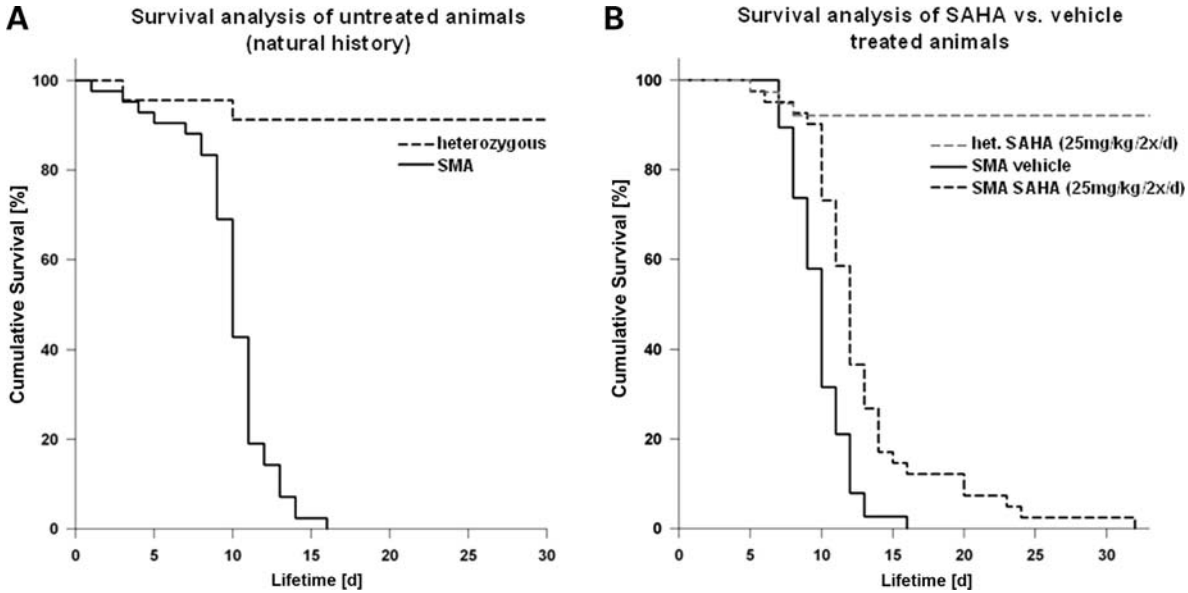 A
Survival analysis of untreated animals
(natural history)
100
80
60
40
20
0
Cumulative Survival [%]
heterozygous
SMA
0 5 10 15 20 25 30
Lifetime [d]
B
Survival analysis of SAHA vs. vehicle
treated animals
100
80
60
40
20
0
Cumulative Survival [%]
het. SAHA (25mg/kg/2x/d)
SMA vehicle
SMA SAHA (25mg/kg/2x/d)
0 5 10 15 20 25 30
Lifetime [d]